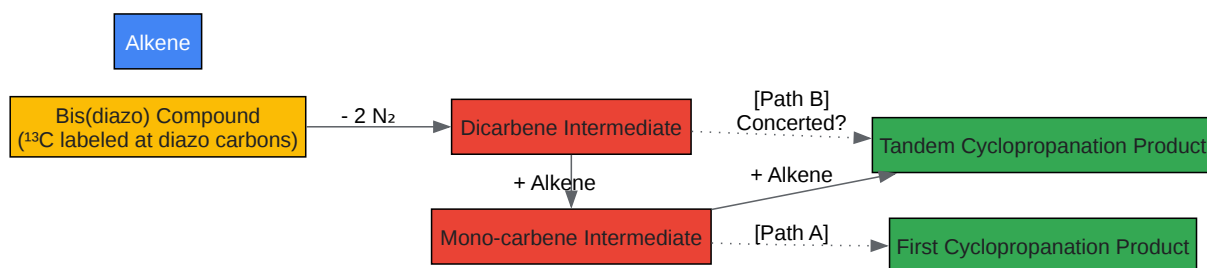 Alkene
Bis(diazo) Compound
(¹³C labeled at diazo carbons)
- 2 N₂
Dicarbene Intermediate
[Path B]
Concerted?
Tandem Cyclopropanation Product
+ Alkene
+ Alkene
Mono-carbene Intermediate
[Path A]
First Cyclopropanation Product